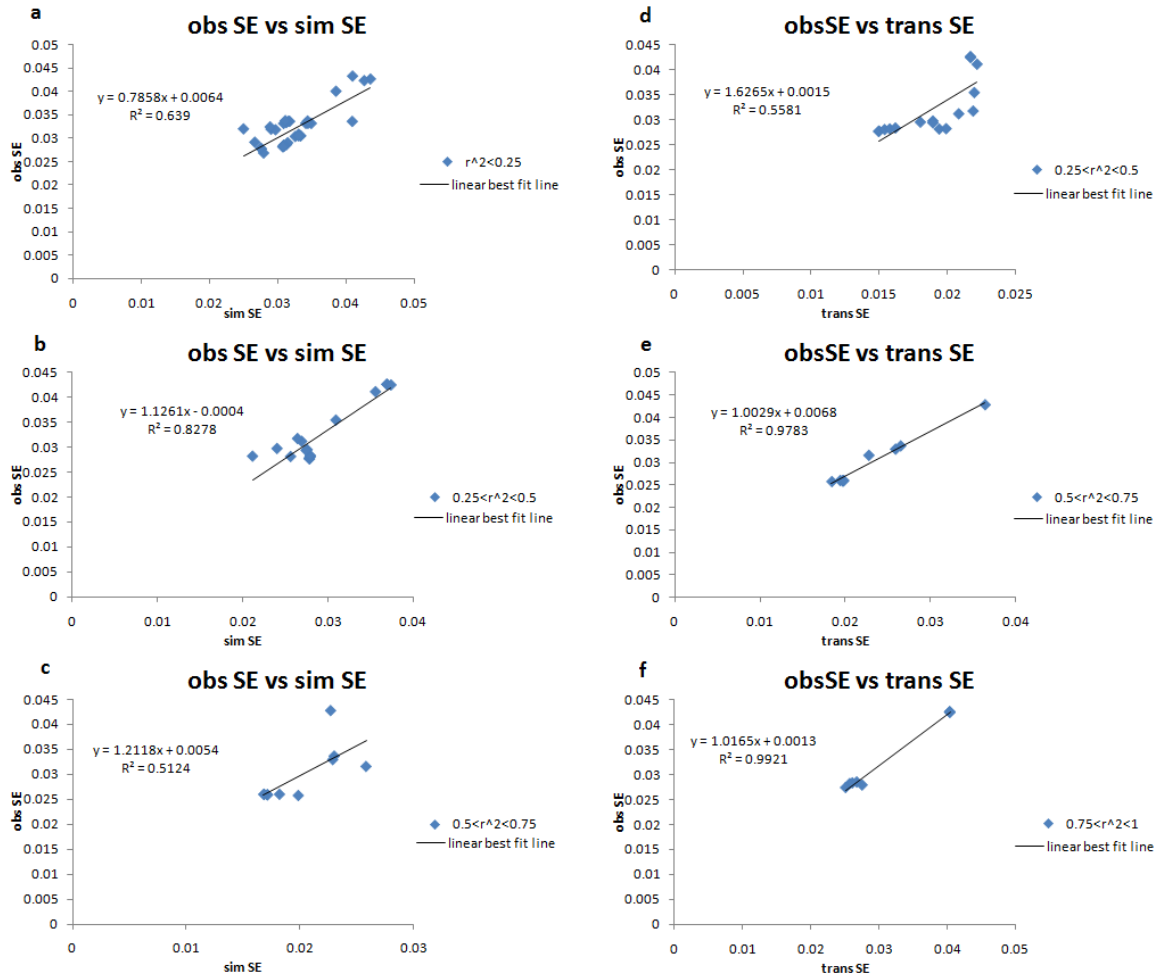 a
obs SE vs sim SE
0.05
0.045
0.04
0.035
0.03
0.025
0.02
0.015
0.01
0.005
0
obs SE
y = 0.7858x + 0.0064
R² = 0.639
r^2<0.25
linear best fit line
0 0.01 0.02 0.03 0.04 0.05
sim SE
d
obsSE vs trans SE
0.045
0.04
0.035
0.03
0.025
0.02
0.015
0.01
0.005
0
obs SE
y = 1.6265x + 0.0015
R² = 0.5581
0.25<r^2<0.5
linear best fit line
0 0.005 0.01 0.015 0.02 0.025
trans SE
b
obs SE vs sim SE
0.045
0.04
0.035
0.03
0.025
0.02
0.015
0.01
0.005
0
obs SE
y = 1.1261x - 0.0004
R² = 0.8278
0.25<r^2<0.5
linear best fit line
0 0.01 0.02 0.03 0.04
sim SE
e
obsSE vs trans SE
0.05
0.045
0.04
0.035
0.03
0.025
0.02
0.015
0.01
0.005
0
obs SE
y = 1.0029x + 0.0068
R² = 0.9783
0.5<r^2<0.75
linear best fit line
0 0.01 0.02 0.03 0.04
trans SE
c
obs SE vs sim SE
0.045
0.04
0.035
0.03
0.025
0.02
0.015
0.01
0.005
0
obs SE
y = 1.2118x + 0.0054
R² = 0.5124
0.5<r^2<0.75
linear best fit line
0 0.01 0.02 0.03
sim SE
f
obsSE vs trans SE
0.045
0.04
0.035
0.03
0.025
0.02
0.015
0.01
0.005
0
obs SE
y = 1.0165x + 0.0013
R² = 0.9921
0.75<r^2<1
linear best fit line
0 0.01 0.02 0.03 0.04 0.05
trans SE